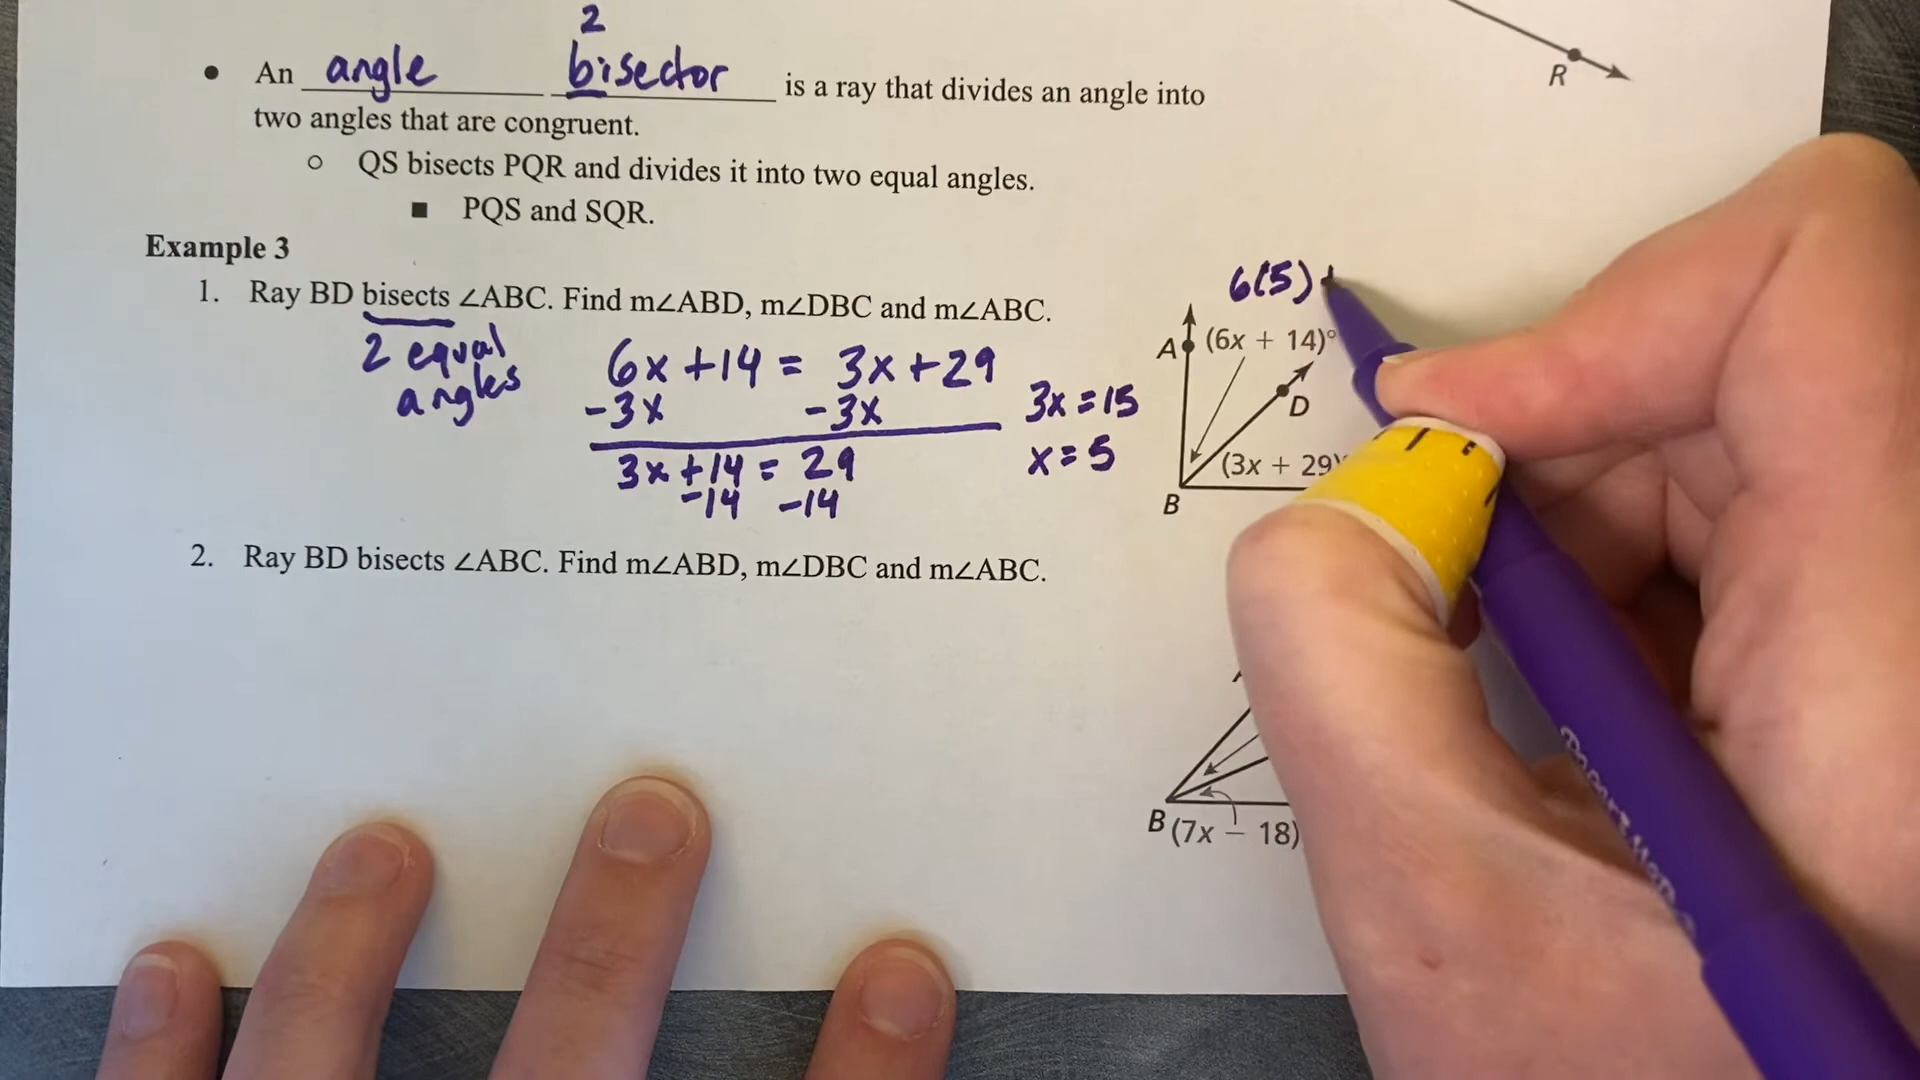 2
• An angle bisector is a ray that divides an angle into
two angles that are congruent.
○ QS bisects PQR and divides it into two equal angles.
■ PQS and SQR.
R
Example 3
1. Ray BD bisects ∠ABC. Find m∠ABD, m∠DBC and m∠ABC.
2 equal
angles
6x +14 = 3x+29
-3x -3x
3x +14 = 29
-14 -14
3x = 15
x = 5
6(5) +
A (6x + 14)°
D
(3x + 29)
B
2. Ray BD bisects ∠ABC. Find m∠ABD, m∠DBC and m∠ABC.
B (7x − 18)